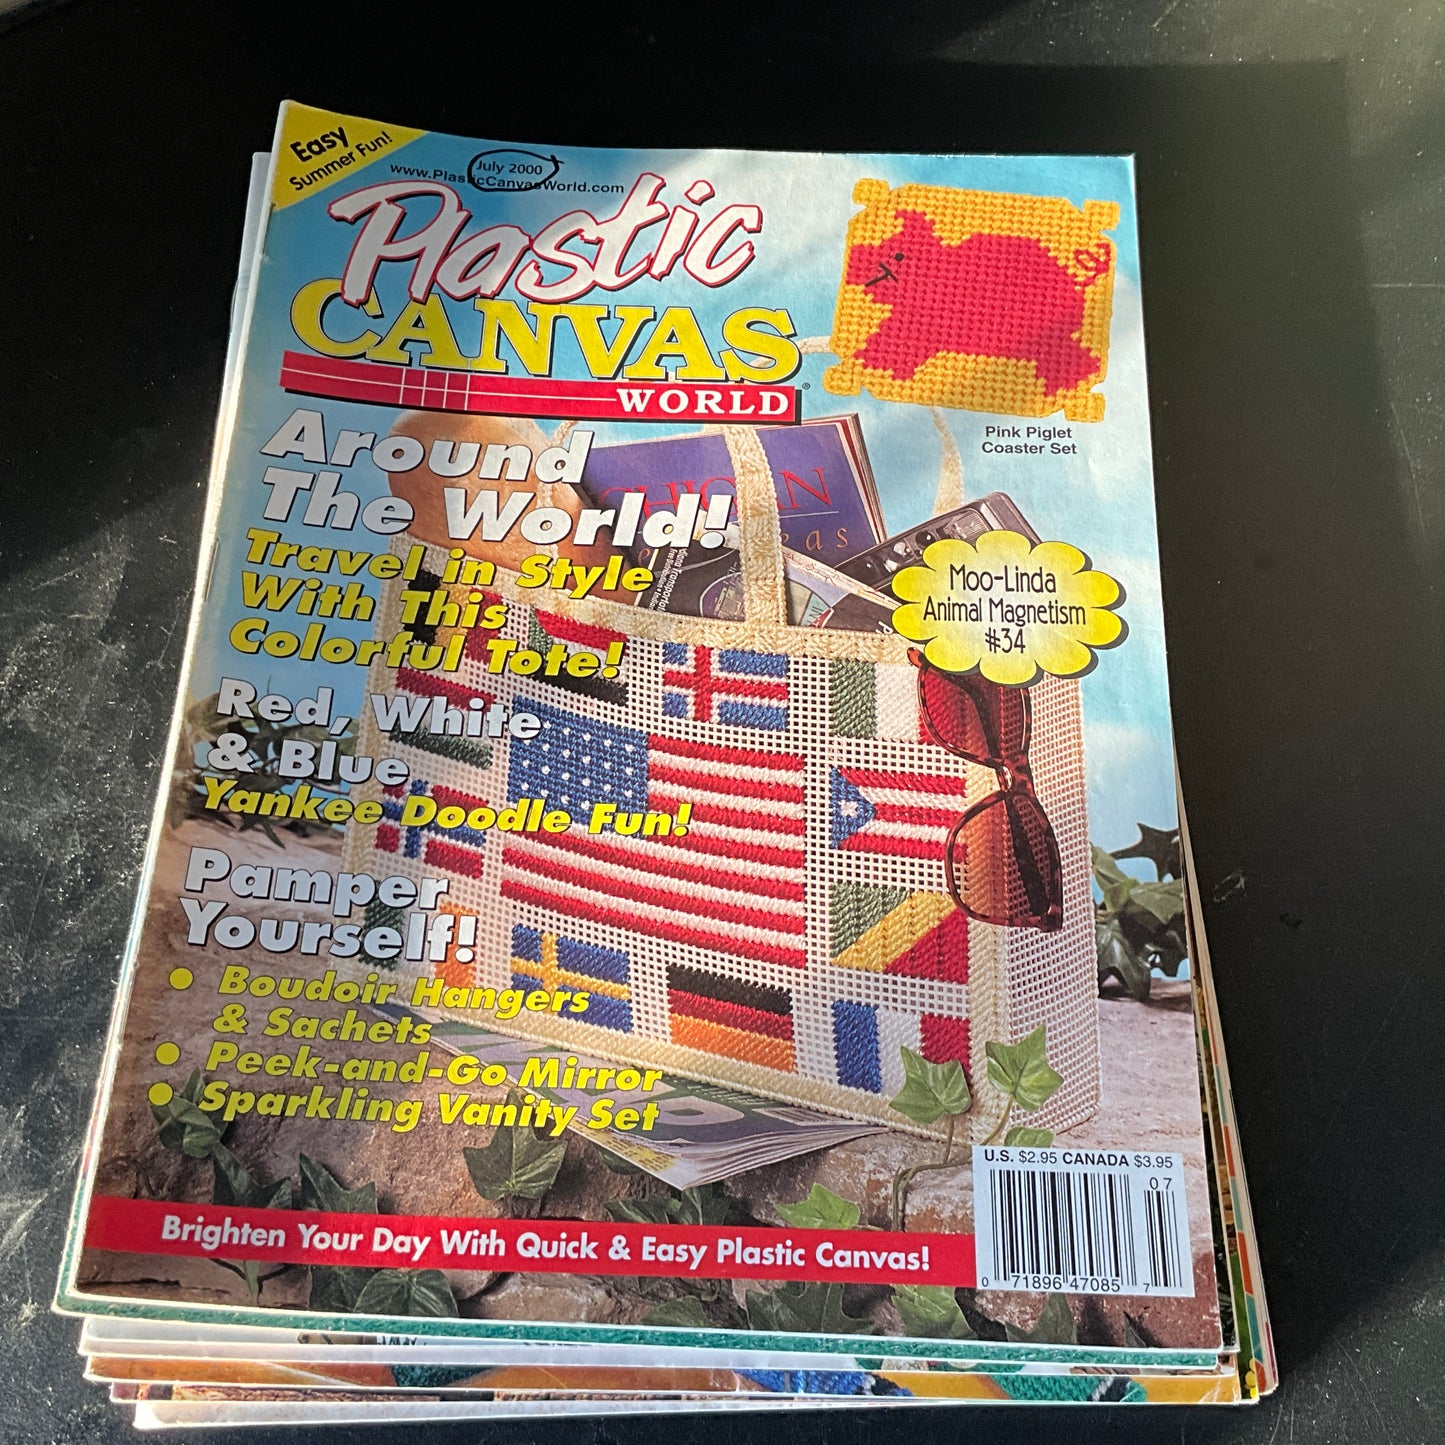 Easy
Summer Fun!
July 2000
www.PlasticCanvasWorld.com
Plastic
CANVAS
WORLD
®
Pink Piglet
Coaster Set
Around
The World!
Travel in Style
With This
Colorful Tote!
Moo-Linda
Animal Magnetism
#34
Red, White
& Blue
Yankee Doodle Fun!
Pamper
Yourself!
• Boudoir Hangers
& Sachets
• Peek-and-Go Mirror
• Sparkling Vanity Set
U.S. $2.95 CANADA $3.95
07
0 71896 47085 7
Brighten Your Day With Quick & Easy Plastic Canvas!